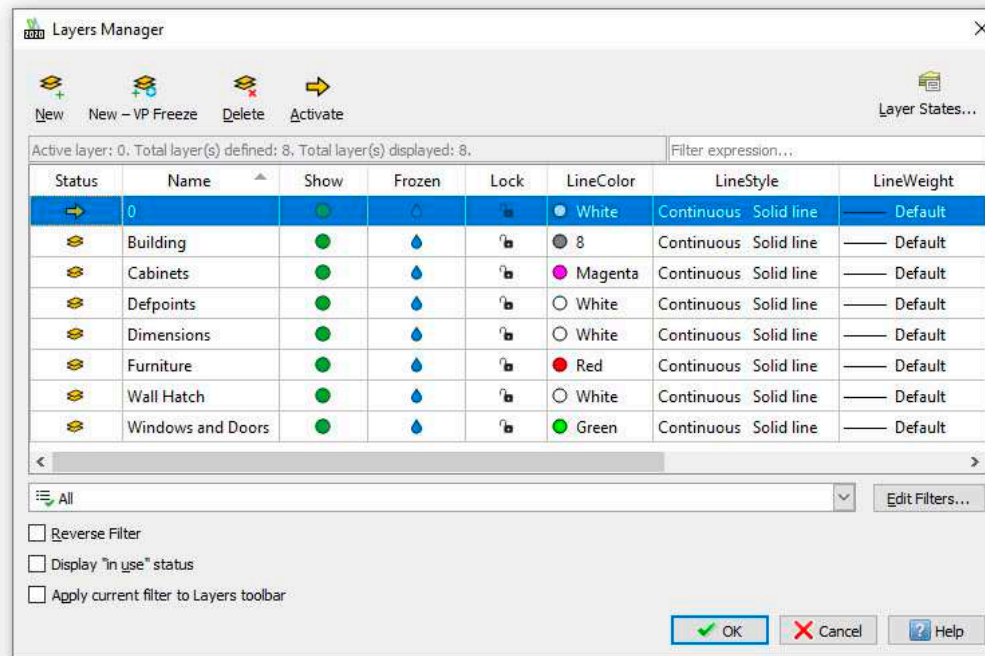 2020 Layers Manager
New New – VP Freeze Delete Activate Layer States...
Active layer: 0. Total layer(s) defined: 8. Total layer(s) displayed: 8. Filter expression...
Status Name Show Frozen Lock LineColor LineStyle LineWeight
0 White Continuous Solid line Default
Building 8 Continuous Solid line Default
Cabinets Magenta Continuous Solid line Default
Defpoints White Continuous Solid line Default
Dimensions White Continuous Solid line Default
Furniture Red Continuous Solid line Default
Wall Hatch White Continuous Solid line Default
Windows and Doors Green Continuous Solid line Default
All Edit Filters...
Reverse Filter
Display "in use" status
Apply current filter to Layers toolbar
OK Cancel Help